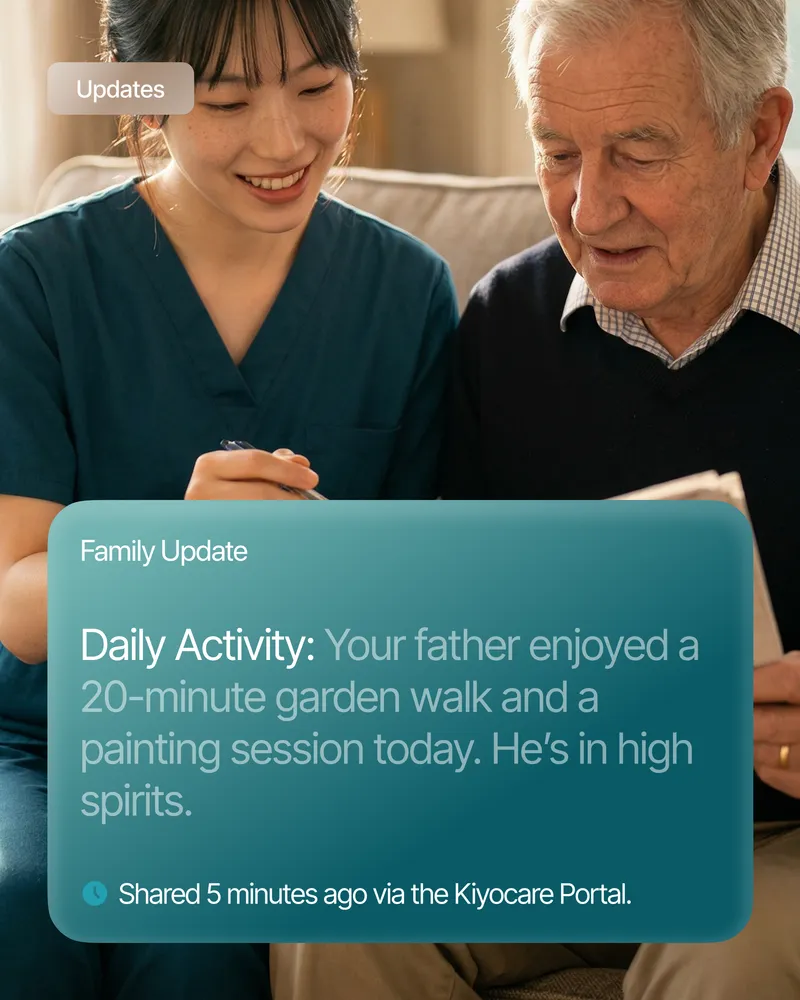 Updates
Family Update
Daily Activity: Your father enjoyed a
20-minute garden walk and a
painting session today. He’s in high
spirits.
Shared 5 minutes ago via the Kiyocare Portal.